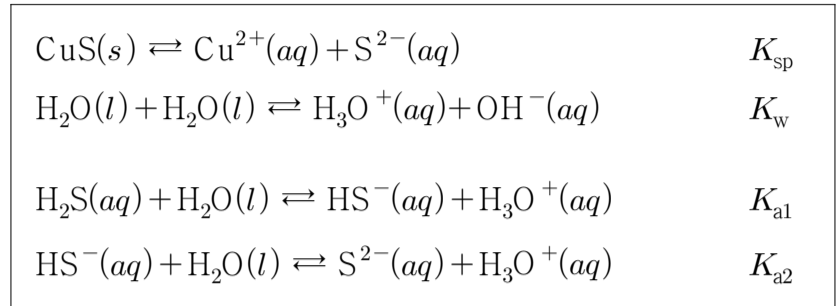 CuS(s) ⇄ Cu²⁺(aq) + S²⁻(aq) K_sp
H₂O(l) + H₂O(l) ⇄ H₃O⁺(aq) + OH⁻(aq) K_w
H₂S(aq) + H₂O(l) ⇄ HS⁻(aq) + H₃O⁺(aq) K_a1
HS⁻(aq) + H₂O(l) ⇄ S²⁻(aq) + H₃O⁺(aq) K_a2